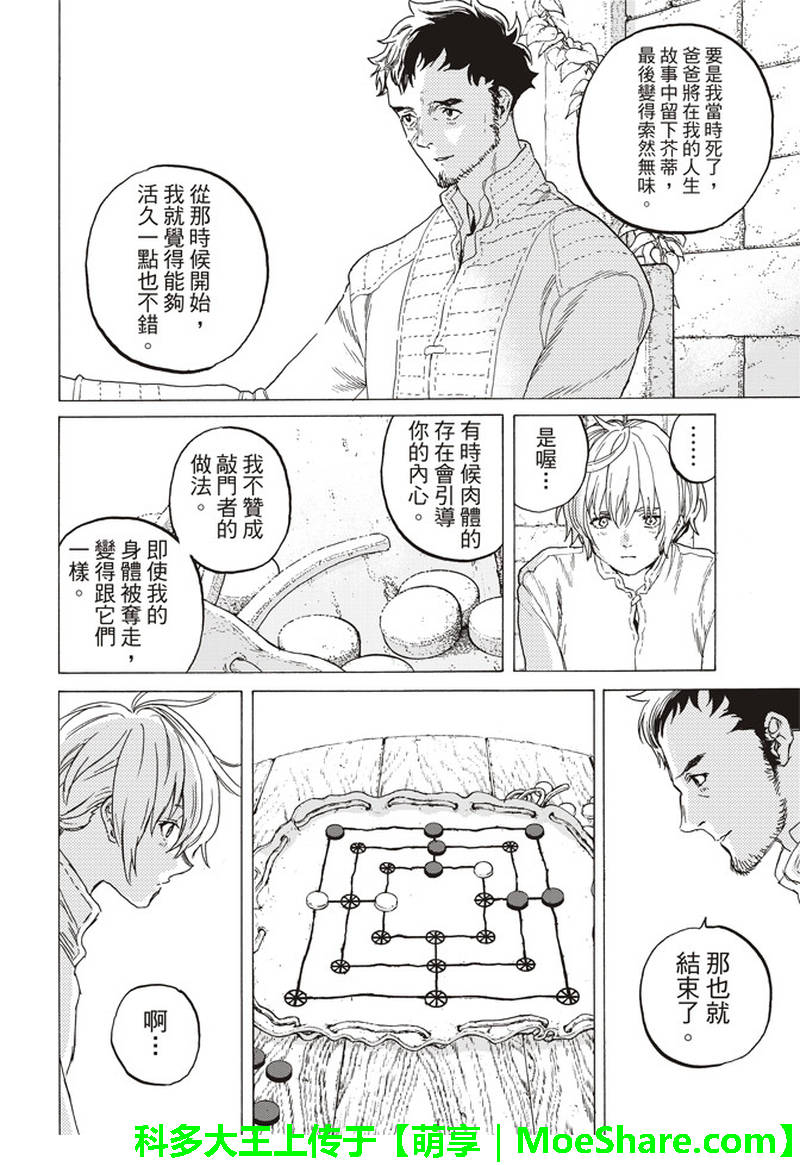 要是我當時死了，
爸爸將在我的人生
故事中留下芥蒂，
最後變得索然無味。
從那時候開始，
我就覺得能夠
活久一點也不錯。
……
是喔…
有時候肉體的
存在會引導
你的內心。
我不贊成
敲門者的
做法。
即使我的
身體被奪走，
變得跟它們
一樣。
那也就
結束了。
啊…
科多大王上传于【萌享|MoeShare.com】